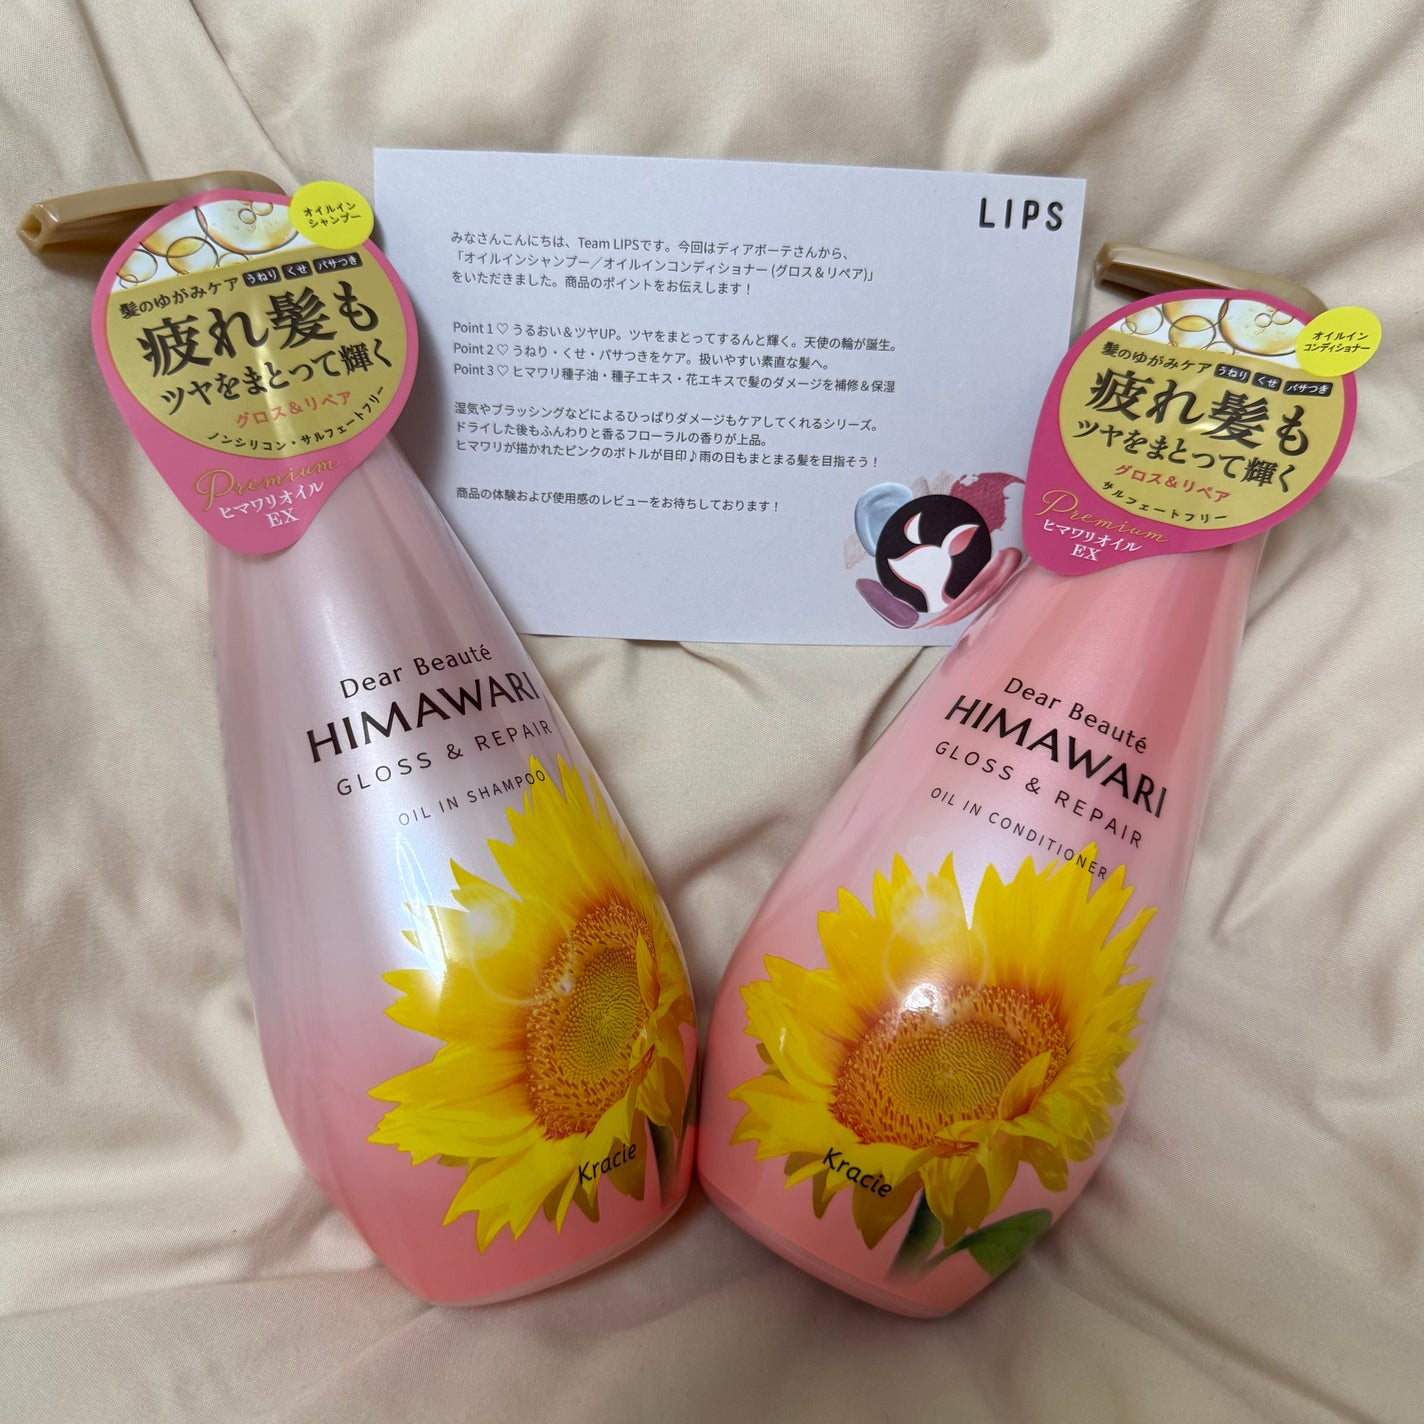 LIPS
みなさんこんにちは、Team LIPSです。今回はディアボーテさんから、
「オイルインシャンプー／オイルインコンディショナー (グロス＆リペア)」
をいただきました。商品のポイントをお伝えします！
Point 1 ♡ うるおい＆ツヤUP。ツヤをまとってするんと輝く。天使の輪が誕生。
Point 2 ♡ うねり・くせ・パサつきをケア。扱いやすい素直な髪へ。
Point 3 ♡ ヒマワリ種子油・種子エキス・花エキスで髪のダメージを補修＆保湿
湿気やブラッシングなどによるひっぱりダメージもケアしてくれるシリーズ。
ドライした後もふんわりと香るフローラルの香りが上品。
ヒマワリが描かれたピンクのボトルが目印♪雨の日もまとまる髪を目指そう！
商品の体験および使用感のレビューをお待ちしております！
オイルイン
シャンプー
髪のゆがみケア うねり くせ パサつき
疲れ髪も
ツヤをまとって輝く
グロス＆リペア
ノンシリコン・サルフェートフリー
Premium
ヒマワリオイル
EX
Dear Beauté
HIMAWARI
GLOSS & REPAIR
OIL IN SHAMPOO
Kracie
オイルイン
コンディショナー
髪のゆがみケア うねり くせ パサつき
疲れ髪も
ツヤをまとって輝く
グロス＆リペア
サルフェートフリー
Premium
ヒマワリオイル
EX
Dear Beauté
HIMAWARI
GLOSS & REPAIR
OIL IN CONDITIONER
Kracie